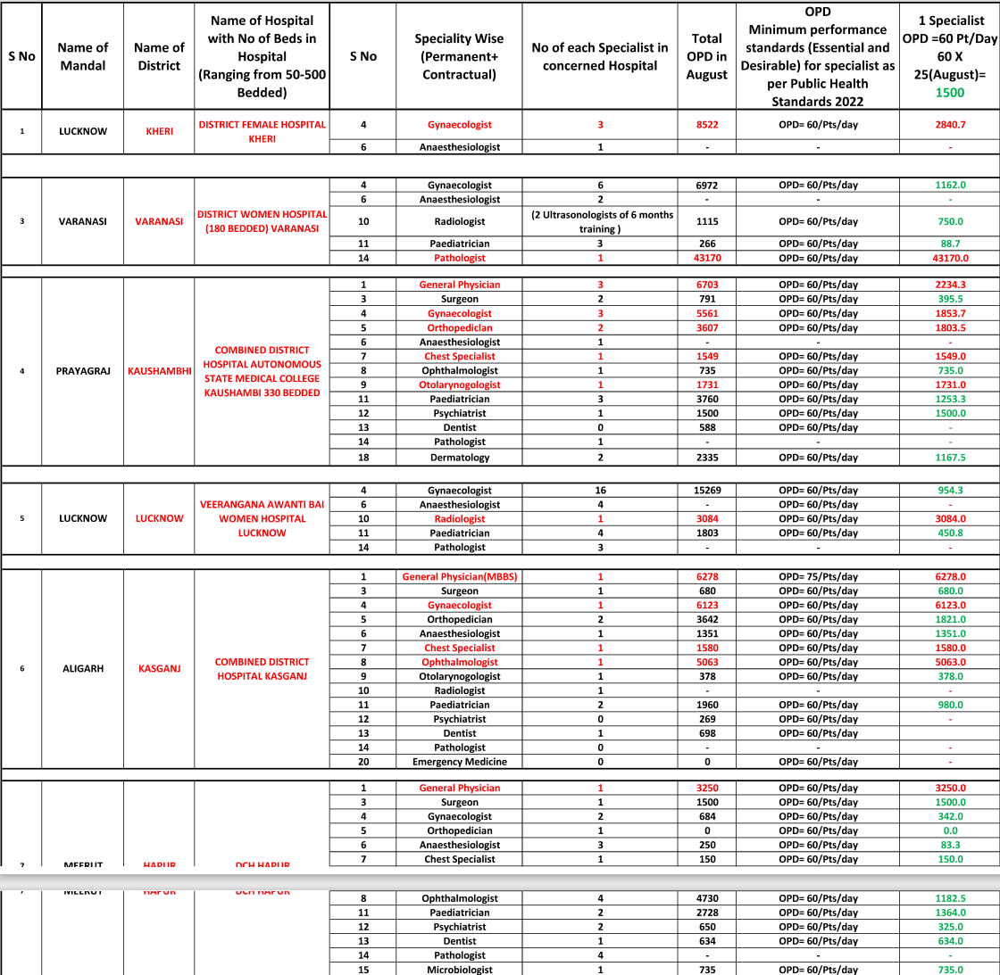 S No | Name of Mandal | Name of District | Name of Hospital with No of Beds in Hospital (Ranging from 50-500 Bedded) | S No | Speciality Wise (Permanent+ Contractual) | No of each Specialist in concerned Hospital | Total OPD in August | OPD Minimum performance standards (Essential and Desirable) for specialist as per Public Health Standards 2022 | 1 Specialist OPD =60 Pt/Day 60 X 25(August)= 1500
1 | LUCKNOW | KHERI | DISTRICT FEMALE HOSPITAL KHERI | 4 | Gynaecologist | 3 | 8522 | OPD= 60/Pts/day | 2840.7
6 | Anaesthesiologist | 1 | - | - | -
3 | VARANASI | VARANASI | DISTRICT WOMEN HOSPITAL (180 BEDDED) VARANASI | 4 | Gynaecologist | 6 | 6972 | OPD= 60/Pts/day | 1162.0
6 | Anaesthesiologist | 2 | - | - | -
10 | Radiologist | (2 Ultrasonologists of 6 months training ) | 1115 | OPD= 60/Pts/day | 750.0
11 | Paediatrician | 3 | 266 | OPD= 60/Pts/day | 88.7
14 | Pathologist | 1 | 43170 | OPD= 60/Pts/day | 43170.0
4 | PRAYAGRAJ | KAUSHAMBHI | COMBINED DISTRICT HOSPITAL AUTONOMOUS STATE MEDICAL COLLEGE KAUSHAMBI 330 BEDDED | 1 | General Physician | 3 | 6703 | OPD= 60/Pts/day | 2234.3
3 | Surgeon | 2 | 791 | OPD= 60/Pts/day | 395.5
4 | Gynaecologist | 3 | 5561 | OPD= 60/Pts/day | 1853.7
5 | Orthopedician | 2 | 3607 | OPD= 60/Pts/day | 1803.5
6 | Anaesthesiologist | 1 | - | - | -
7 | Chest Specialist | 1 | 1549 | OPD= 60/Pts/day | 1549.0
8 | Ophthalmologist | 1 | 735 | OPD= 60/Pts/day | 735.0
9 | Otolarynogologist | 1 | 1731 | OPD= 60/Pts/day | 1731.0
11 | Paediatrician | 3 | 3760 | OPD= 60/Pts/day | 1253.3
12 | Psychiatrist | 1 | 1500 | OPD= 60/Pts/day | 1500.0
13 | Dentist | 0 | 588 | OPD= 60/Pts/day | -
14 | Pathologist | 1 | - | - | -
18 | Dermatology | 2 | 2335 | OPD= 60/Pts/day | 1167.5
5 | LUCKNOW | LUCKNOW | VEERANGANA AWANTI BAI WOMEN HOSPITAL LUCKNOW | 4 | Gynaecologist | 16 | 15269 | OPD= 60/Pts/day | 954.3
6 | Anaesthesiologist | 4 | - | OPD= 60/Pts/day | -
10 | Radiologist | 1 | 3084 | OPD= 60/Pts/day | 3084.0
11 | Paediatrician | 4 | 1803 | OPD= 60/Pts/day | 450.8
14 | Pathologist | 3 | - | - | -
6 | ALIGARH | KASGANJ | COMBINED DISTRICT HOSPITAL KASGANJ | 1 | General Physician(MBBS) | 1 | 6278 | OPD= 75/Pts/day | 6278.0
3 | Surgeon | 1 | 680 | OPD= 60/Pts/day | 680.0
4 | Gynaecologist | 1 | 6123 | OPD= 60/Pts/day | 6123.0
5 | Orthopedician | 2 | 3642 | OPD= 60/Pts/day | 1821.0
6 | Anaesthesiologist | 1 | 1351 | OPD= 60/Pts/day | 1351.0
7 | Chest Specialist | 1 | 1580 | OPD= 60/Pts/day | 1580.0
8 | Ophthalmologist | 1 | 5063 | OPD= 60/Pts/day | 5063.0
9 | Otolarynogologist | 1 | 378 | OPD= 60/Pts/day | 378.0
10 | Radiologist | 1 | - | - | -
11 | Paediatrician | 2 | 1960 | OPD= 60/Pts/day | 980.0
12 | Psychiatrist | 0 | 269 | OPD= 60/Pts/day | -
13 | Dentist | 1 | 698 | OPD= 60/Pts/day
14 | Pathologist | 0 | - | - | -
20 | Emergency Medicine | 0 | 0 | OPD= 60/Pts/day | -
7 | MEERUT | HAPUR | DCH HAPUR | 1 | General Physician | 1 | 3250 | OPD= 60/Pts/day | 3250.0
3 | Surgeon | 1 | 1500 | OPD= 60/Pts/day | 1500.0
4 | Gynaecologist | 2 | 684 | OPD= 60/Pts/day | 342.0
5 | Orthopedician | 1 | 0 | OPD= 60/Pts/day | 0.0
6 | Anaesthesiologist | 3 | 250 | OPD= 60/Pts/day | 83.3
7 | Chest Specialist | 1 | 150 | OPD= 60/Pts/day | 150.0
MEERUT | HAPUR | DCH HAPUR | 8 | Ophthalmologist | 4 | 4730 | OPD= 60/Pts/day | 1182.5
11 | Paediatrician | 2 | 2728 | OPD= 60/Pts/day | 1364.0
12 | Psychiatrist | 2 | 650 | OPD= 60/Pts/day | 325.0
13 | Dentist | 1 | 634 | OPD= 60/Pts/day | 634.0
14 | Pathologist | 4 | - | - | -
15 | Microbiologist | 1 | 735 | OPD= 60/Pts/day | 735.0